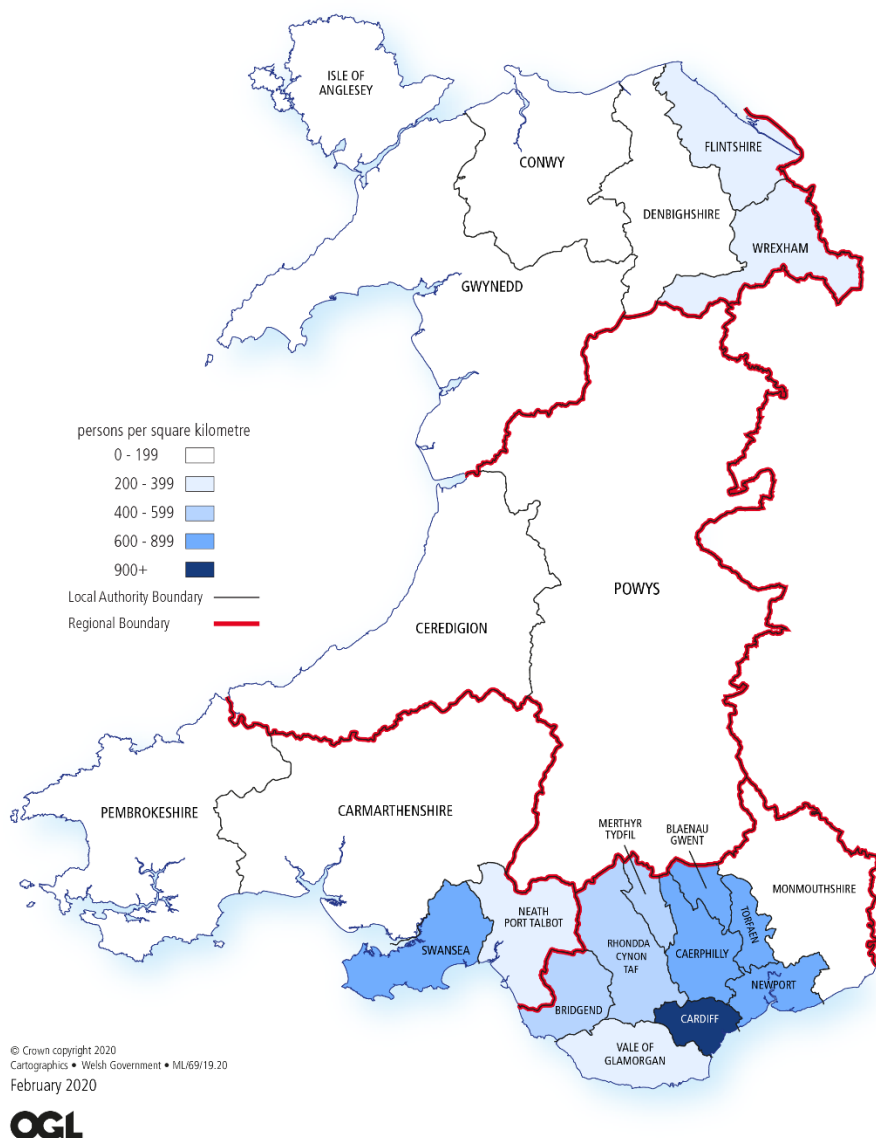 ISLE OF
ANGLESEY
FLINTSHIRE
CONWY
DENBIGHSHIRE
WREXHAM
GWYNEDD
persons per square kilometre
0 - 199
200 - 399
400 - 599
600 - 899
900+
Local Authority Boundary
Regional Boundary
POWYS
CEREDIGION
PEMBROKESHIRE
CARMARTHENSHIRE
MERTHYR
TYDFIL
BLAENAU
GWENT
MONMOUTHSHIRE
TORFAEN
NEATH
PORT TALBOT
SWANSEA
RHONDDA
CYNON
TAF
CAERPHILLY
NEWPORT
BRIDGEND
CARDIFF
VALE OF
GLAMORGAN
© Crown copyright 2020
Cartographics • Welsh Government • ML/69/19.20
February 2020
OGL